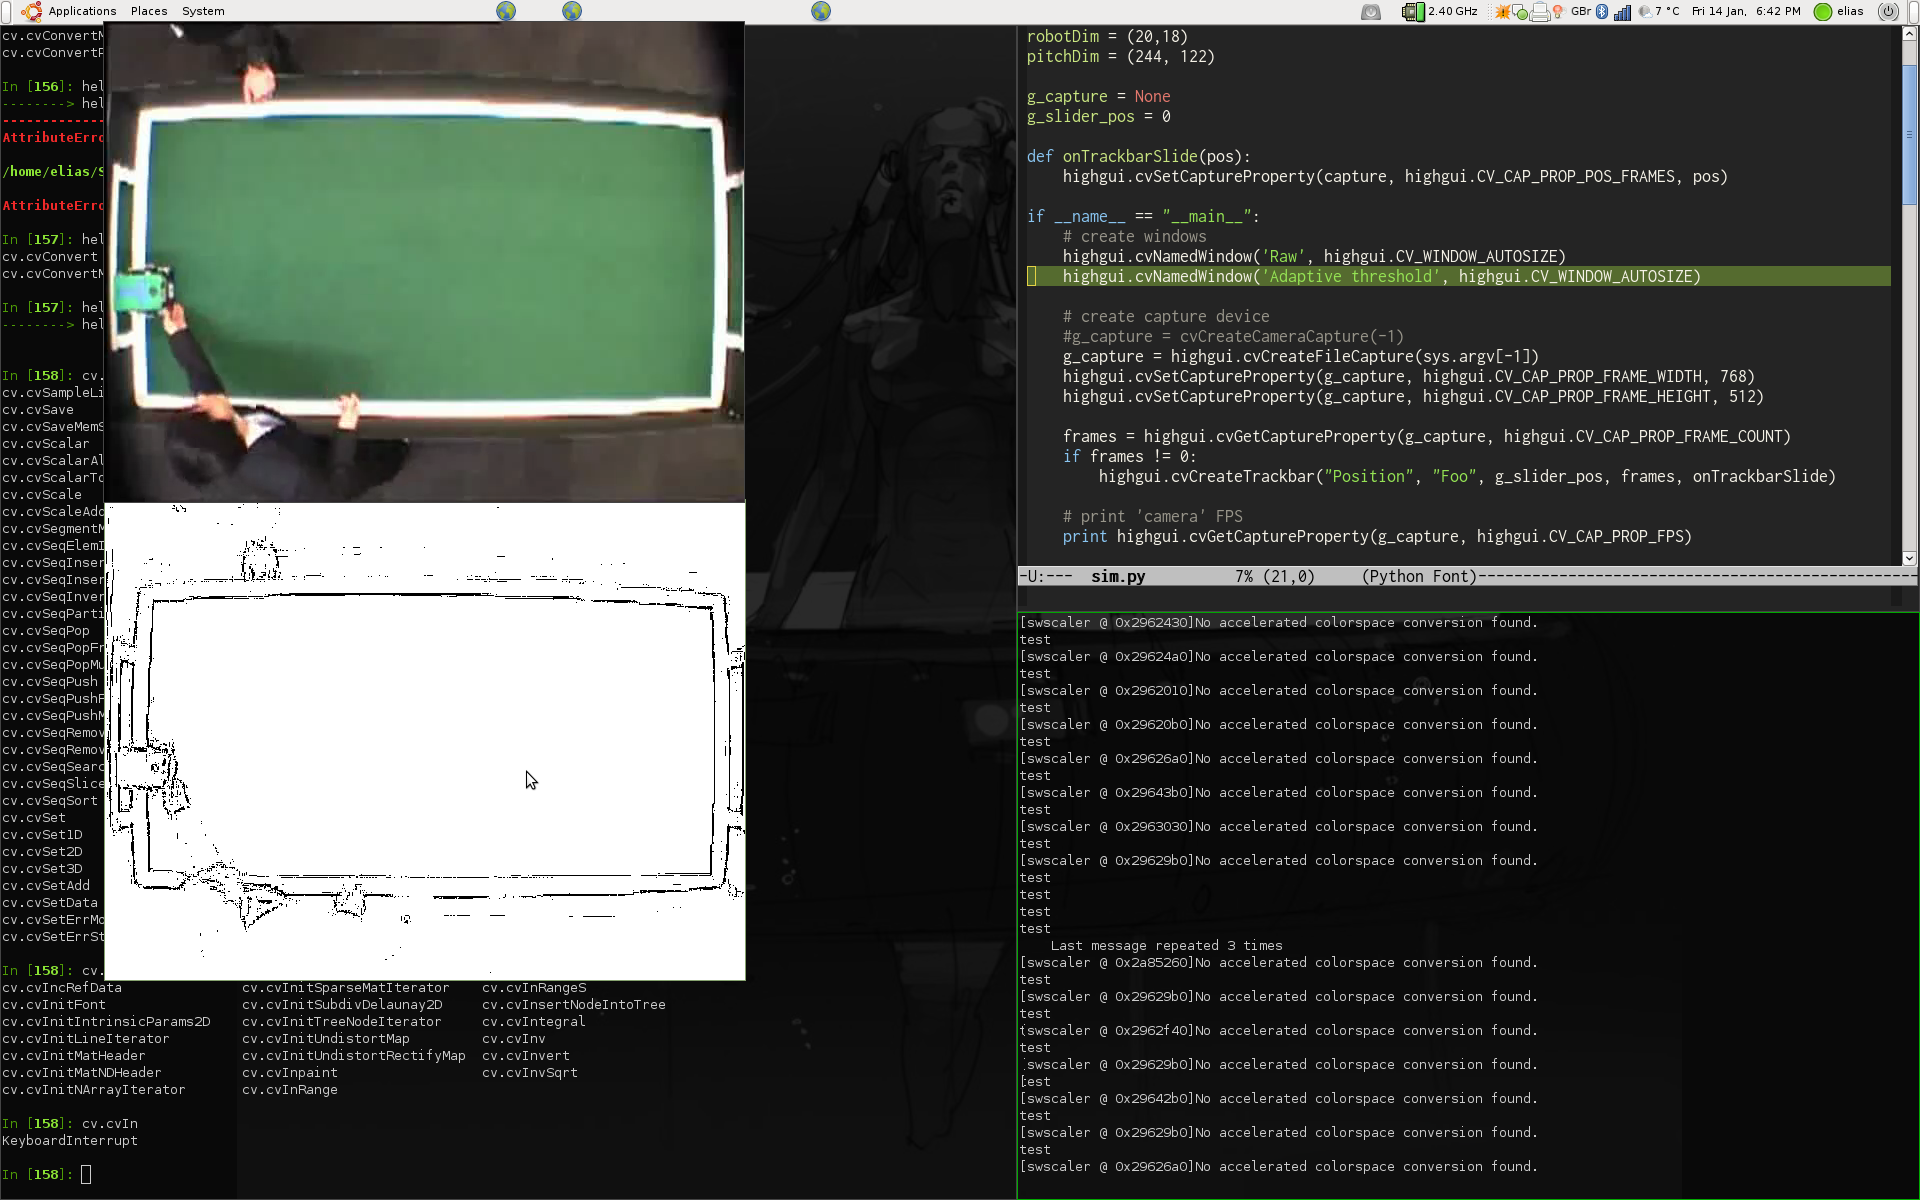 Applications Places System
2.40 GHz GBr 7 °C Fri 14 Jan, 6:42 PM elias
cv.cvConvertM
cv.cvConvertF
In [156]: hel
--------> hel
AttributeErro
/home/elias/S
AttributeErro
In [157]: hel
cv.cvConvert
cv.cvConvertM
In [157]: hel
--------> hel
In [158]: cv.
cv.cvSampleLi
cv.cvSave
cv.cvSaveMemS
cv.cvScalar
cv.cvScalarAl
cv.cvScalarTo
cv.cvScale
cv.cvScaleAdd
cv.cvSegmentM
cv.cvSeqElemI
cv.cvSeqInser
cv.cvSeqInser
cv.cvSeqInver
cv.cvSeqParti
cv.cvSeqPop
cv.cvSeqPopFr
cv.cvSeqPopMu
cv.cvSeqPush
cv.cvSeqPushF
cv.cvSeqPushM
cv.cvSeqRemov
cv.cvSeqRemov
cv.cvSeqSearc
cv.cvSeqSlice
cv.cvSeqSort
cv.cvSet
cv.cvSet1D
cv.cvSet2D
cv.cvSet3D
cv.cvSetAdd
cv.cvSetData
cv.cvSetErrMo
cv.cvSetErrSt
In [158]: cv.
cv.cvIncRefData cv.cvInitSparseMatIterator cv.cvInRangeS
cv.cvInitFont cv.cvInitSubdivDelaunay2D cv.cvInsertNodeIntoTree
cv.cvInitIntrinsicParams2D cv.cvInitTreeNodeIterator cv.cvIntegral
cv.cvInitLineIterator cv.cvInitUndistortMap cv.cvInv
cv.cvInitMatHeader cv.cvInitUndistortRectifyMap cv.cvInvert
cv.cvInitMatNDHeader cv.cvInpaint cv.cvInvSqrt
cv.cvInitNArrayIterator cv.cvInRange
In [158]: cv.cvIn
KeyboardInterrupt
In [158]:
robotDim = (20,18)
pitchDim = (244, 122)
g_capture = None
g_slider_pos = 0
def onTrackbarSlide(pos):
highgui.cvSetCaptureProperty(capture, highgui.CV_CAP_PROP_POS_FRAMES, pos)
if __name__ == "__main__":
# create windows
highgui.cvNamedWindow('Raw', highgui.CV_WINDOW_AUTOSIZE)
highgui.cvNamedWindow('Adaptive threshold', highgui.CV_WINDOW_AUTOSIZE)
# create capture device
#g_capture = cvCreateCameraCapture(-1)
g_capture = highgui.cvCreateFileCapture(sys.argv[-1])
highgui.cvSetCaptureProperty(g_capture, highgui.CV_CAP_PROP_FRAME_WIDTH, 768)
highgui.cvSetCaptureProperty(g_capture, highgui.CV_CAP_PROP_FRAME_HEIGHT, 512)
frames = highgui.cvGetCaptureProperty(g_capture, highgui.CV_CAP_PROP_FRAME_COUNT)
if frames != 0:
highgui.cvCreateTrackbar("Position", "Foo", g_slider_pos, frames, onTrackbarSlide)
# print 'camera' FPS
print highgui.cvGetCaptureProperty(g_capture, highgui.CV_CAP_PROP_FPS)
-U:--- sim.py 7% (21,0) (Python Font)--------------------------------------------------
[swscaler @ 0x2962430]No accelerated colorspace conversion found.
test
[swscaler @ 0x29624a0]No accelerated colorspace conversion found.
test
[swscaler @ 0x2962010]No accelerated colorspace conversion found.
test
[swscaler @ 0x29620b0]No accelerated colorspace conversion found.
test
[swscaler @ 0x29626a0]No accelerated colorspace conversion found.
test
[swscaler @ 0x29643b0]No accelerated colorspace conversion found.
test
[swscaler @ 0x2963030]No accelerated colorspace conversion found.
test
[swscaler @ 0x29629b0]No accelerated colorspace conversion found.
test
test
test
test
Last message repeated 3 times
[swscaler @ 0x2a85260]No accelerated colorspace conversion found.
test
[swscaler @ 0x29629b0]No accelerated colorspace conversion found.
test
[swscaler @ 0x2962f40]No accelerated colorspace conversion found.
test
[swscaler @ 0x29629b0]No accelerated colorspace conversion found.
test
[swscaler @ 0x29642b0]No accelerated colorspace conversion found.
test
[swscaler @ 0x29629b0]No accelerated colorspace conversion found.
test
[swscaler @ 0x29626a0]No accelerated colorspace conversion found.